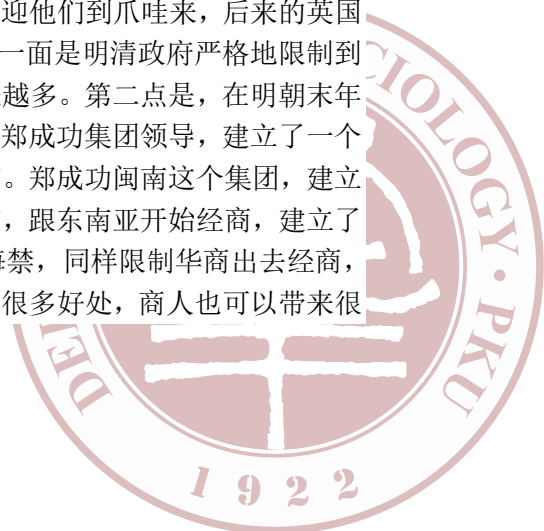 迎他们到爪哇来，后来的英国
一面是明清政府严格地限制到
越多。第二点是，在明朝末年
郑成功集团领导，建立了一个
。郑成功闽南这个集团，建立
，跟东南亚开始经商，建立了
海禁，同样限制华商出去经商，
很多好处，商人也可以带来很
CIOLOGY · PKU
1922